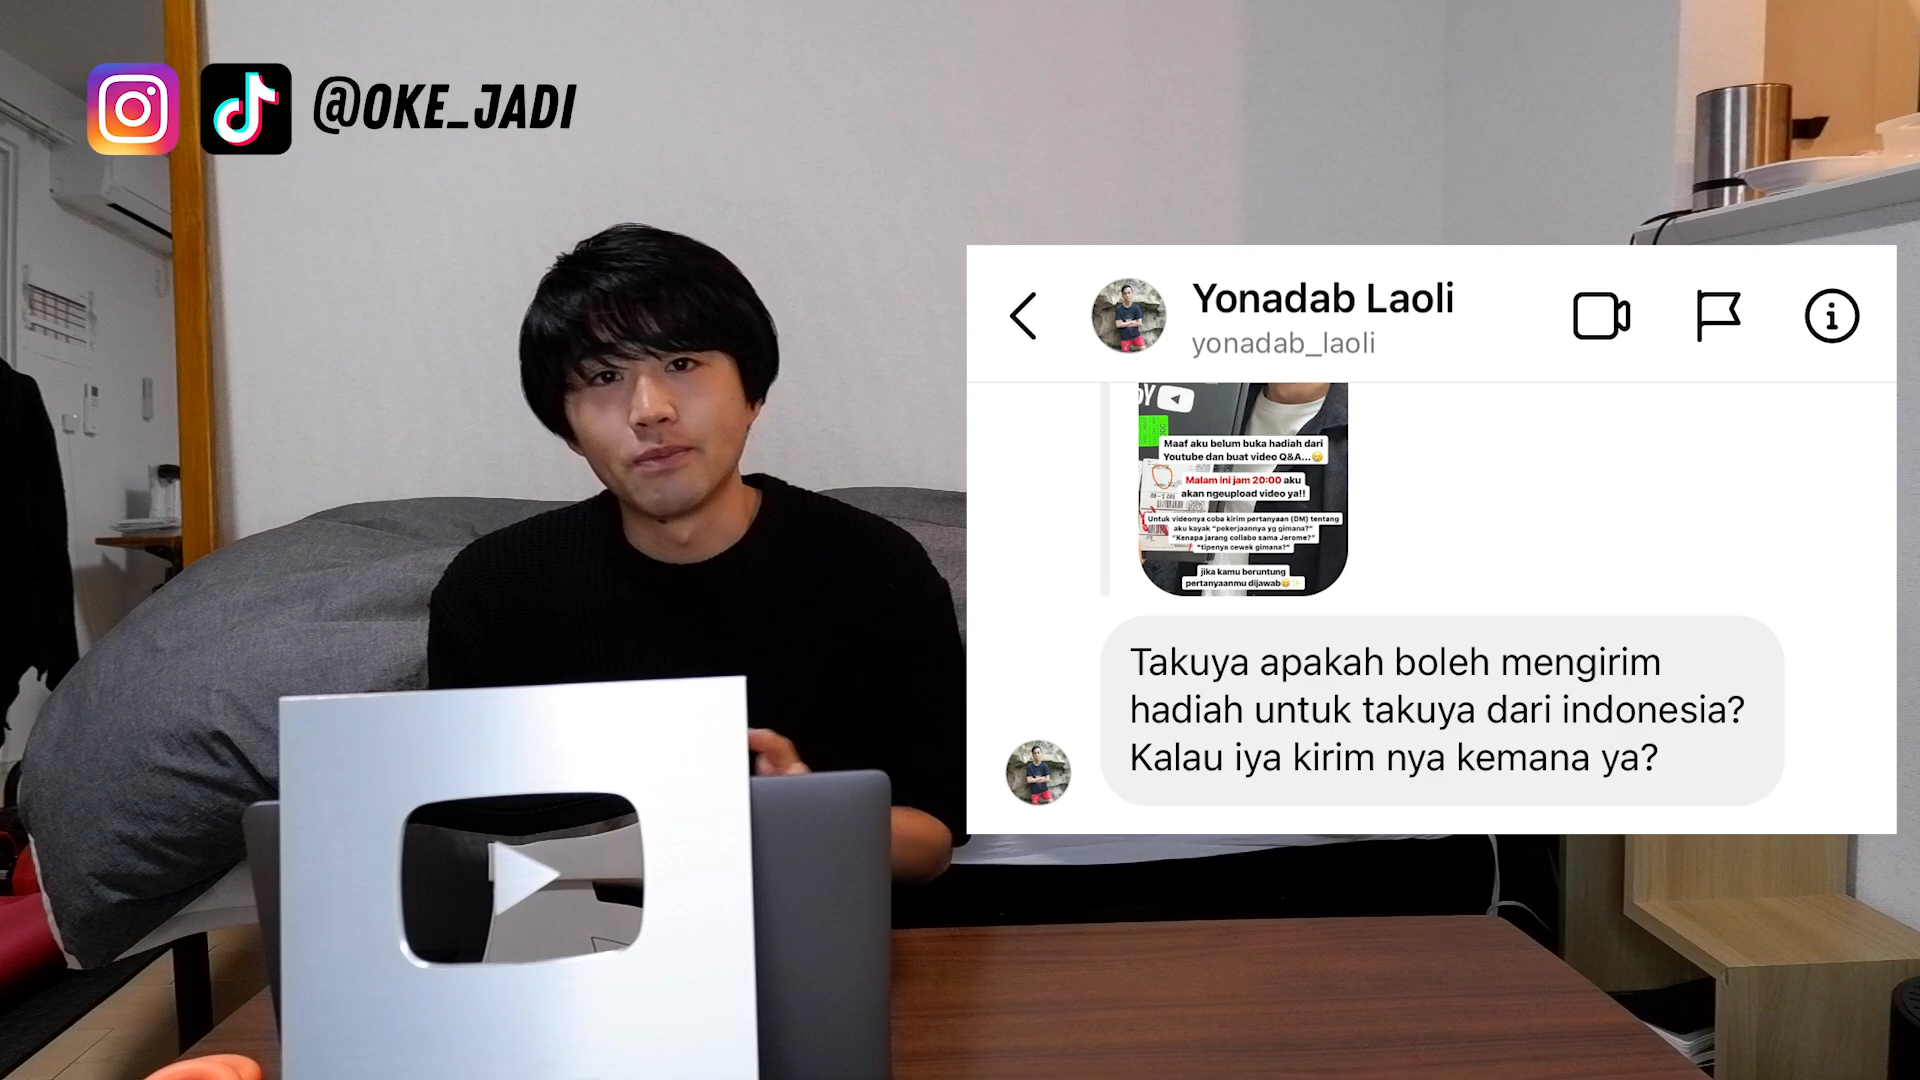 @OKE_JADI
Yonadab Laoli
yonadab_laoli
Maaf aku belum buka hadiah dari
Youtube dan buat video Q&A...😢
Malam ini jam 20:00 aku
akan ngeupload video ya!!
Untuk videonya coba kirim pertanyaan (DM) tentang
aku kayak "pekerjaannya yg gimana?"
"Kenapa jarang collabo sama Jerome?"
"tipenya cewek gimana?"
jika kamu beruntung
pertanyaanmu dijawab😆✨
Takuya apakah boleh mengirim
hadiah untuk takuya dari indonesia?
Kalau iya kirim nya kemana ya?